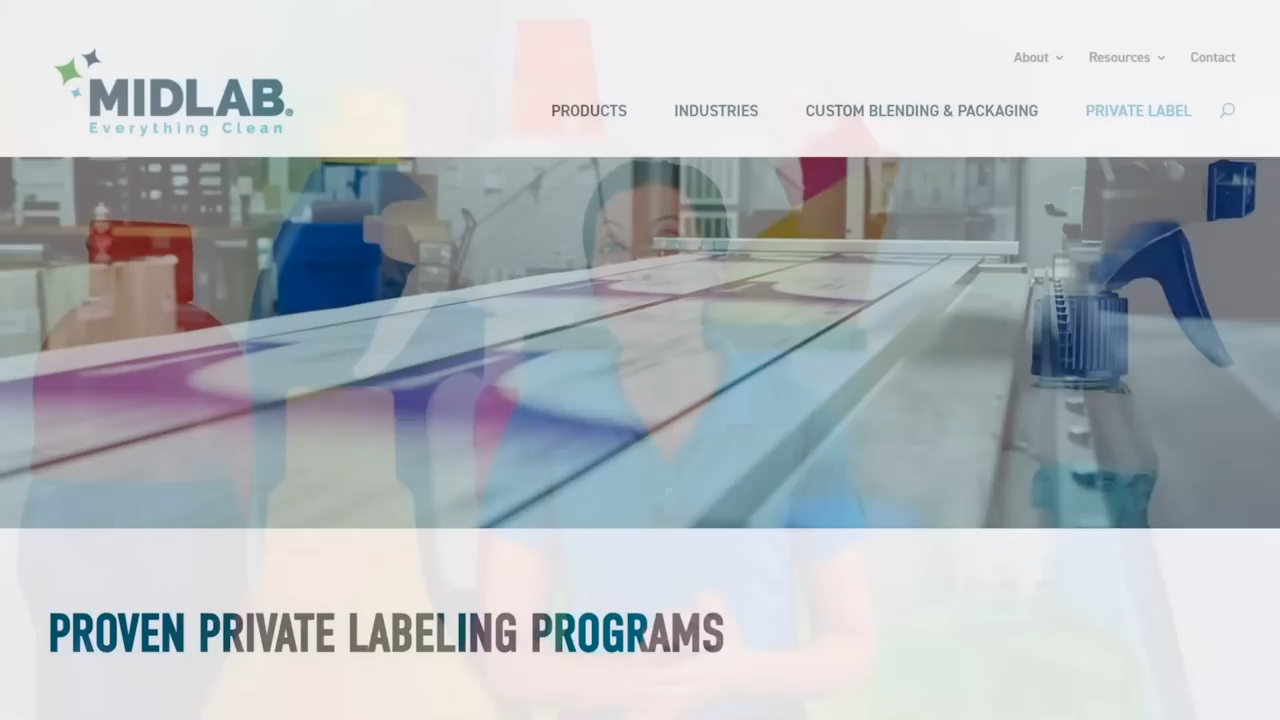 About
Resources
Contact
MIDLAB®
Everything Clean
PRODUCTS
INDUSTRIES
CUSTOM BLENDING & PACKAGING
PRIVATE LABEL
PROVEN PRIVATE LABELING PROGRAMS